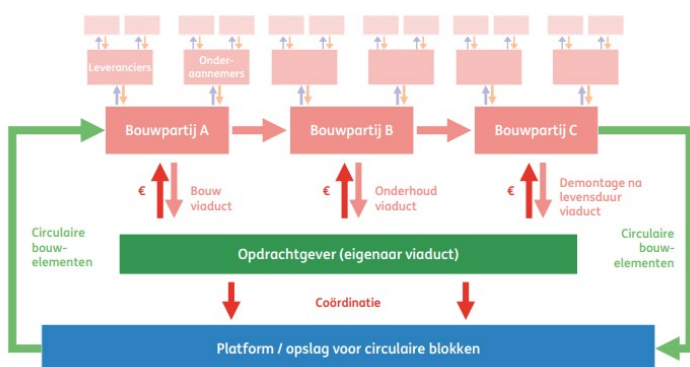 Leveranciers
Onder-
aannemers
Bouwpartij A
Bouwpartij B
Bouwpartij C
€
Bouw
viaduct
€
Onderhoud
viaduct
€
Demontage na
levensduur
viaduct
Circulaire
bouw-
elementen
Circulaire
bouw-
elementen
Opdrachtgever (eigenaar viaduct)
Coördinatie
Platform / opslag voor circulaire blokken